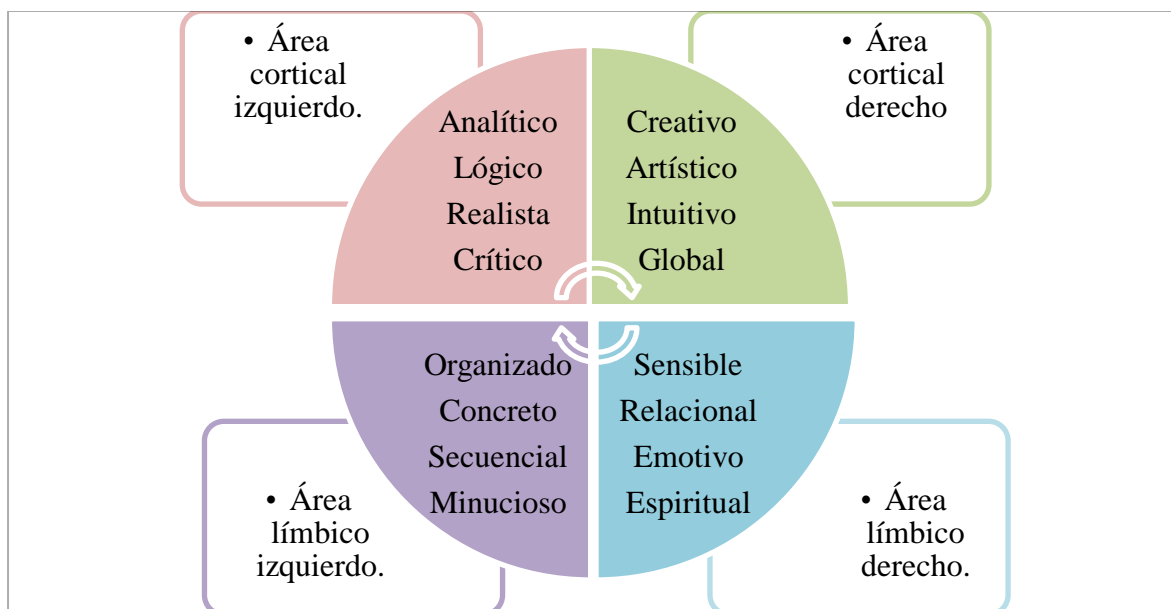 • Área
cortical
izquierdo.
Analítico
Lógico
Realista
Crítico
Creativo
Artístico
Intuitivo
Global
• Área
cortical
derecho
• Área
límbico
izquierdo.
Organizado
Concreto
Secuencial
Minucioso
Sensible
Relacional
Emotivo
Espiritual
• Área
límbico
derecho.